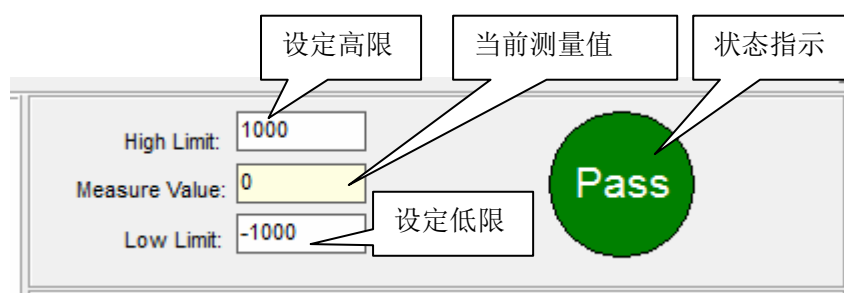 设定高限
当前测量值
状态指示
High Limit:
1000
Measure Value:
0
Low Limit:
-1000
设定低限
Pass